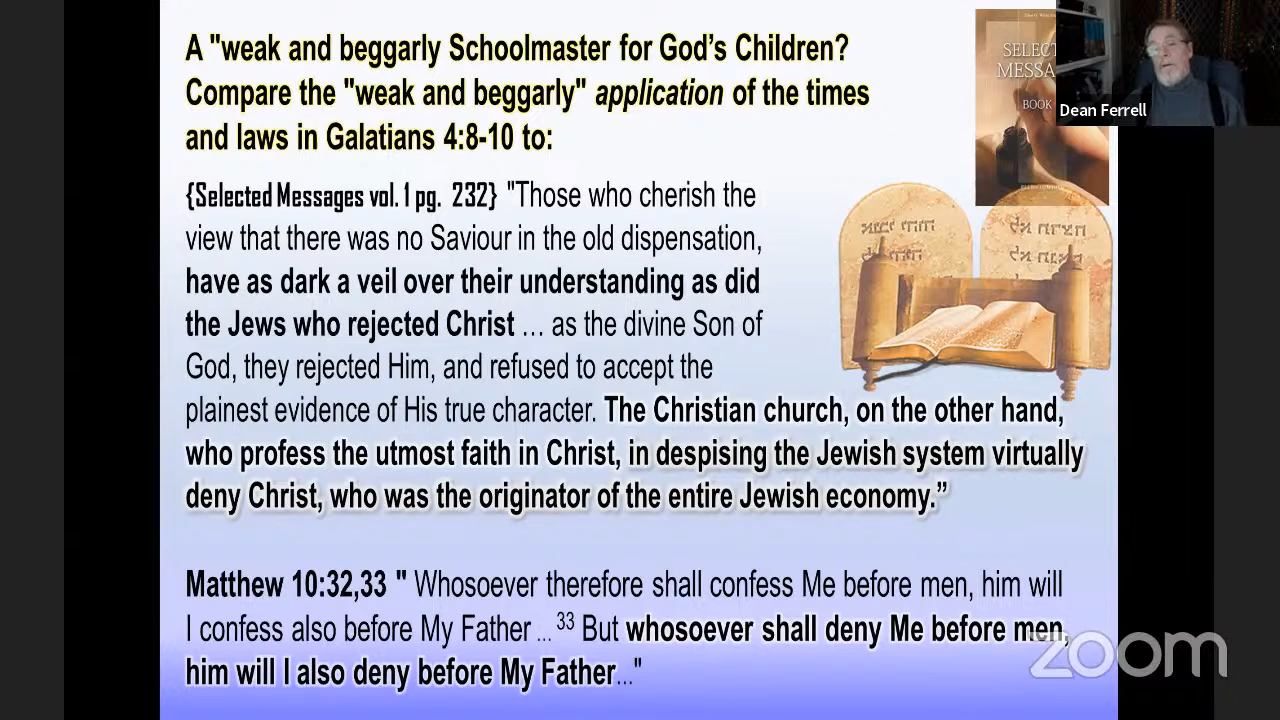 A "weak and beggarly Schoolmaster for God's Children?
Compare the "weak and beggarly" application of the times
and laws in Galatians 4:8-10 to:
{Selected Messages vol. 1 pg. 232} "Those who cherish the
view that there was no Saviour in the old dispensation,
have as dark a veil over their understanding as did
the Jews who rejected Christ … as the divine Son of
God, they rejected Him, and refused to accept the
plainest evidence of His true character. The Christian church, on the other hand,
who profess the utmost faith in Christ, in despising the Jewish system virtually
deny Christ, who was the originator of the entire Jewish economy.”
Matthew 10:32,33 " Whosoever therefore shall confess Me before men, him will
I confess also before My Father ... 33 But whosoever shall deny Me before men,
him will I also deny before My Father..."
SELECT
MESSA
BOOK
Dean Ferrell
zoom